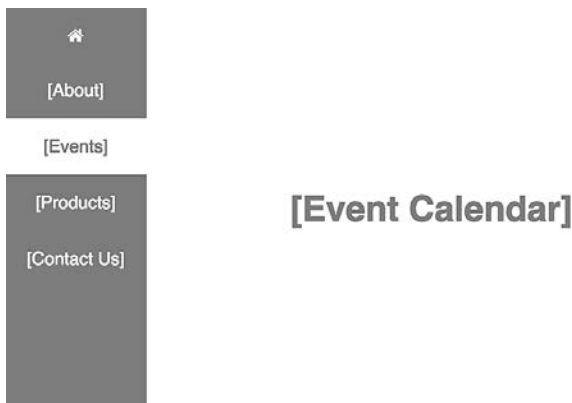 [About]
[Events]
[Products]
[Event Calendar]
[Contact Us]